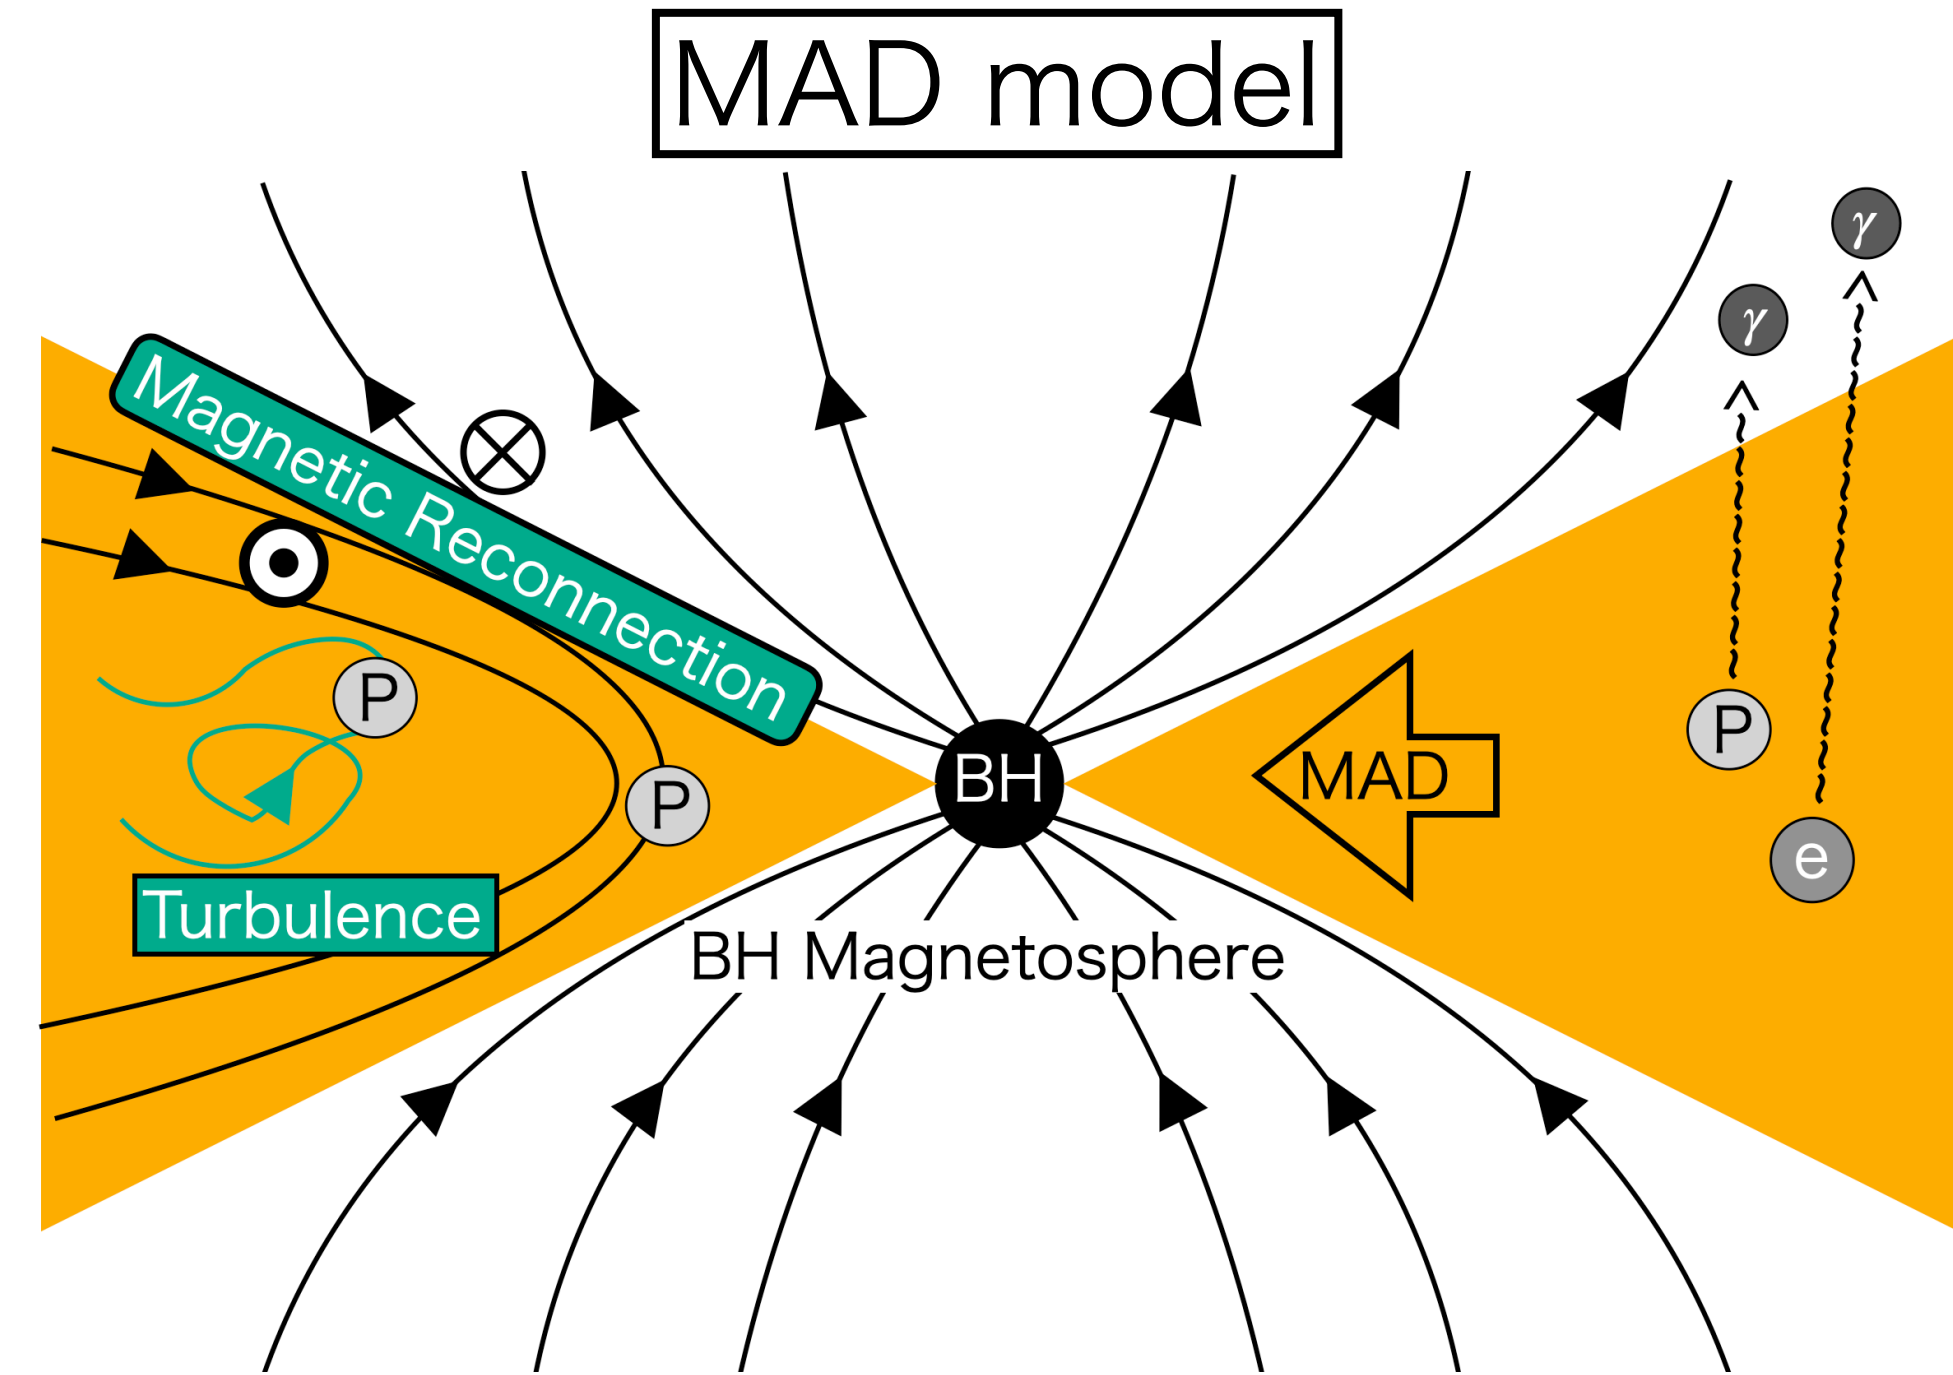 MAD model
γ
γ
Magnetic Reconnection
P
P
BH
MAD
P
e
Turbulence
BH Magnetosphere